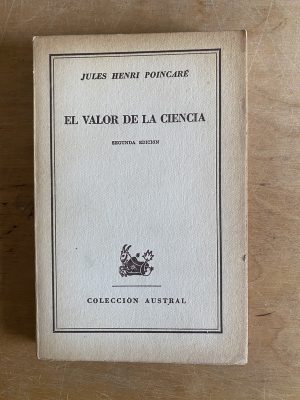 JULES HENRI POINCARÉ
EL VALOR DE LA CIENCIA
SEGUNDA EDICIÓN
COLECCIÓN AUSTRAL